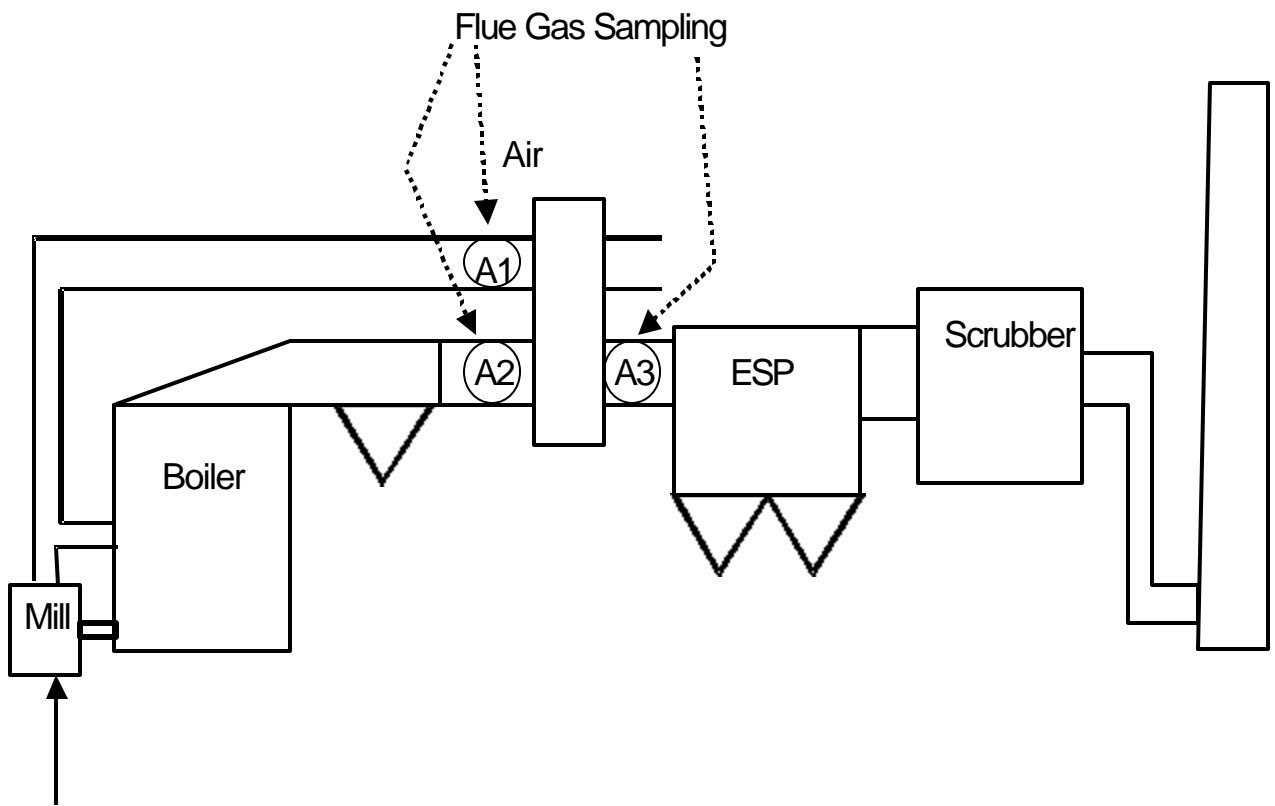 Flue Gas Sampling
Air
A1
A2
A3
ESP
Scrubber
Boiler
Mill